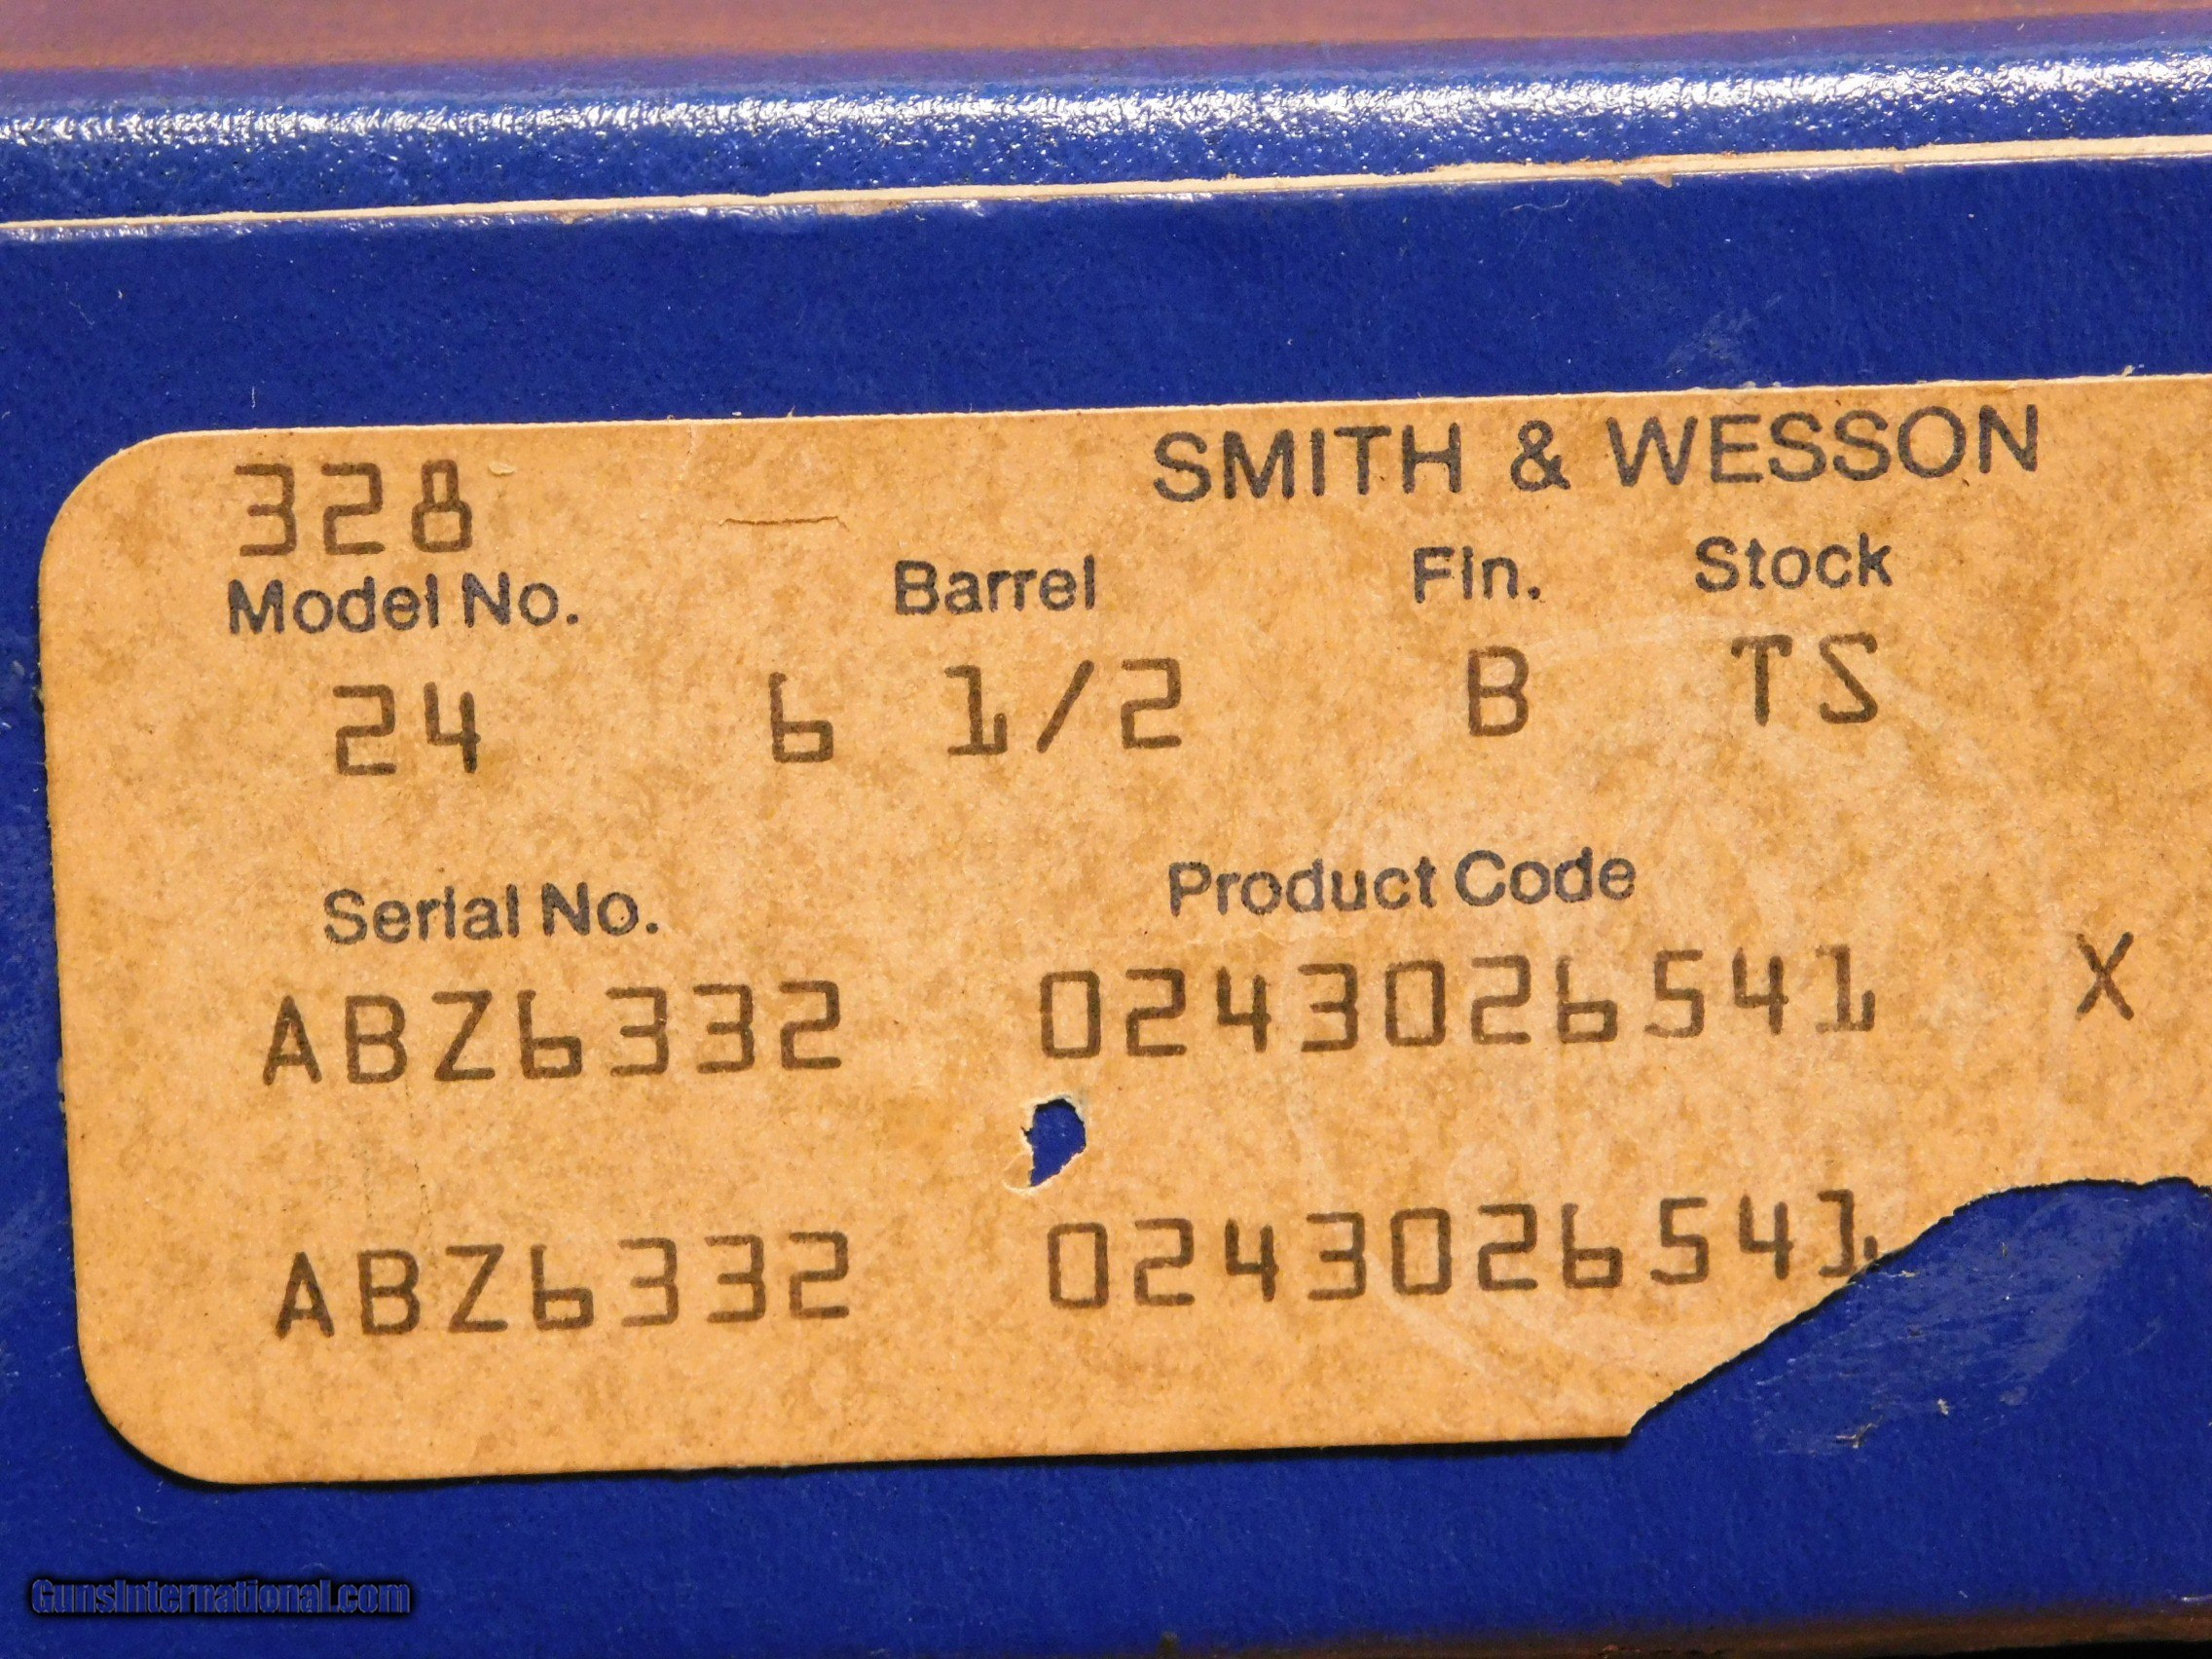 328
SMITH & WESSON
Model No. Barrel Fin. Stock
24 6 1/2 B TS
Serial No. Product Code
ABZ6332 0243026541 X
ABZ6332 0243026541
GunsInternational.com